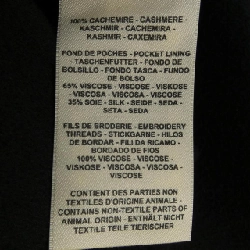 100% CACHEMIRE - CASHMERE
KASCHMIR - CACHEMIRA -
KASHMIR - CAXEMIRA
FOND DE POCHES - POCKET LINING
TASCHENFUTTER - FONDO DE
BOLSILLO - FONDO TASCA - FUNDO
DE BOLSO
65% VISCOSE - VISCOSE - VISKOSE
- VISCOSA - VISCOSA - VISCOSE
35% SOIE - SILK - SEIDE - SEDA -
SETA - SEDA
FILS DE BRODERIE - EMBROIDERY
THREADS - STICKGARNE - HILOS
DE BORDAR - FILI DA RICAMO -
BORDADO DE FIOS
100% VISCOSE - VISCOSE -
VISKOSE - VISCOSA - VISCOSA -
VISCOSE
CONTIENT DES PARTIES NON
TEXTILES D'ORIGINE ANIMALE -
CONTAINS NON-TEXTILE PARTS OF
ANIMAL ORIGIN - ENTHÄLT NICHT
TEXTILE TEILE TIERISCHER